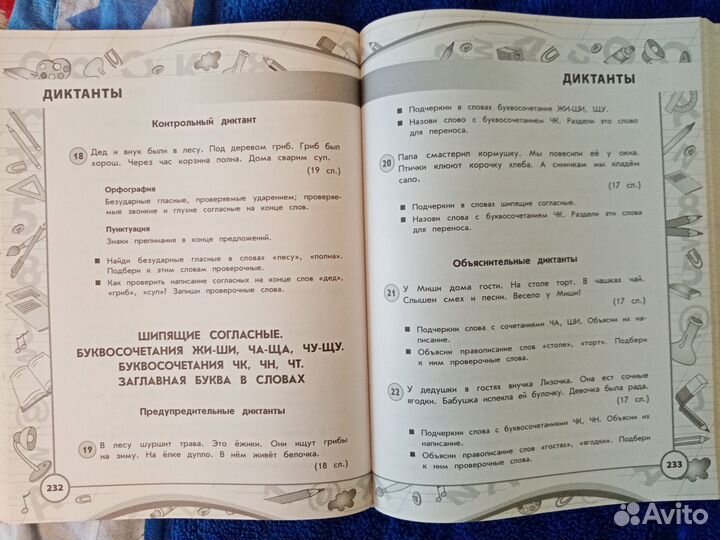 ДИКТАНТЫ
Контрольный диктант
18 Дед и внук были в лесу. Под деревом гриб. Гриб был
хорош. Через час корзина полна. Дома сварим суп.
(19 сл.)
Орфография
Безударные гласные, проверяемые ударением; проверяе-
мые звонкие и глухие согласные на конце слов.
Пунктуация
Знаки препинания в конце предложений.
■ Найди безударные гласные в словах «лесу», «полна».
Подбери к этим словам проверочные.
■ Как проверить написание согласных на конце слов «дед»,
«гриб», «суп»? Запиши проверочные слова.
ШИПЯЩИЕ СОГЛАСНЫЕ.
БУКВОСОЧЕТАНИЯ ЖИ-ШИ, ЧА-ЩА, ЧУ-ЩУ.
БУКВОСОЧЕТАНИЯ ЧК, ЧН, ЧТ.
ЗАГЛАВНАЯ БУКВА В СЛОВАХ
Предупредительные диктанты
19 В лесу шуршит трава. Это ёжики. Они ищут грибы
на зиму. На ёлке дупло. В нём живёт белочка.
(18 сл.)
232
ДИКТАНТЫ
■ Подчеркни в словах буквосочетания ЖИ-ШИ, ЩУ.
■ Назови слово с буквосочетанием ЧК. Раздели это слово
для переноса.
20 Папа смастерил кормушку. Мы повесили её у окна.
Птички клюют корочку хлеба. А синичкам мы кладём
сало.
(17 сл.)
■ Подчеркни в словах шипящие согласные.
■ Назови слова с буквосочетанием ЧК. Раздели эти слова
для переноса.
Объяснительные диктанты
21 У Миши дома гости. На столе торт. В чашках чай.
Слышен смех и песни. Весело у Миши!
(17 сл.)
■ Подчеркни слова с сочетаниями ЧА, ШИ. Объясни их на-
писание.
■ Объясни правописание слов «столе», «торт». Подбери
к ним проверочные слова.
22 У дедушки в гостях внучка Лизочка. Она ест сочные
ягодки. Бабушка испекла ей булочку. Девочка была рада.
(17 сл.)
■ Подчеркни слова с буквосочетаниями ЧК, ЧН. Объясни их
написание.
■ Объясни правописание слов «гостях», «ягодки». Подбери
к ним проверочные слова.
233
Avito